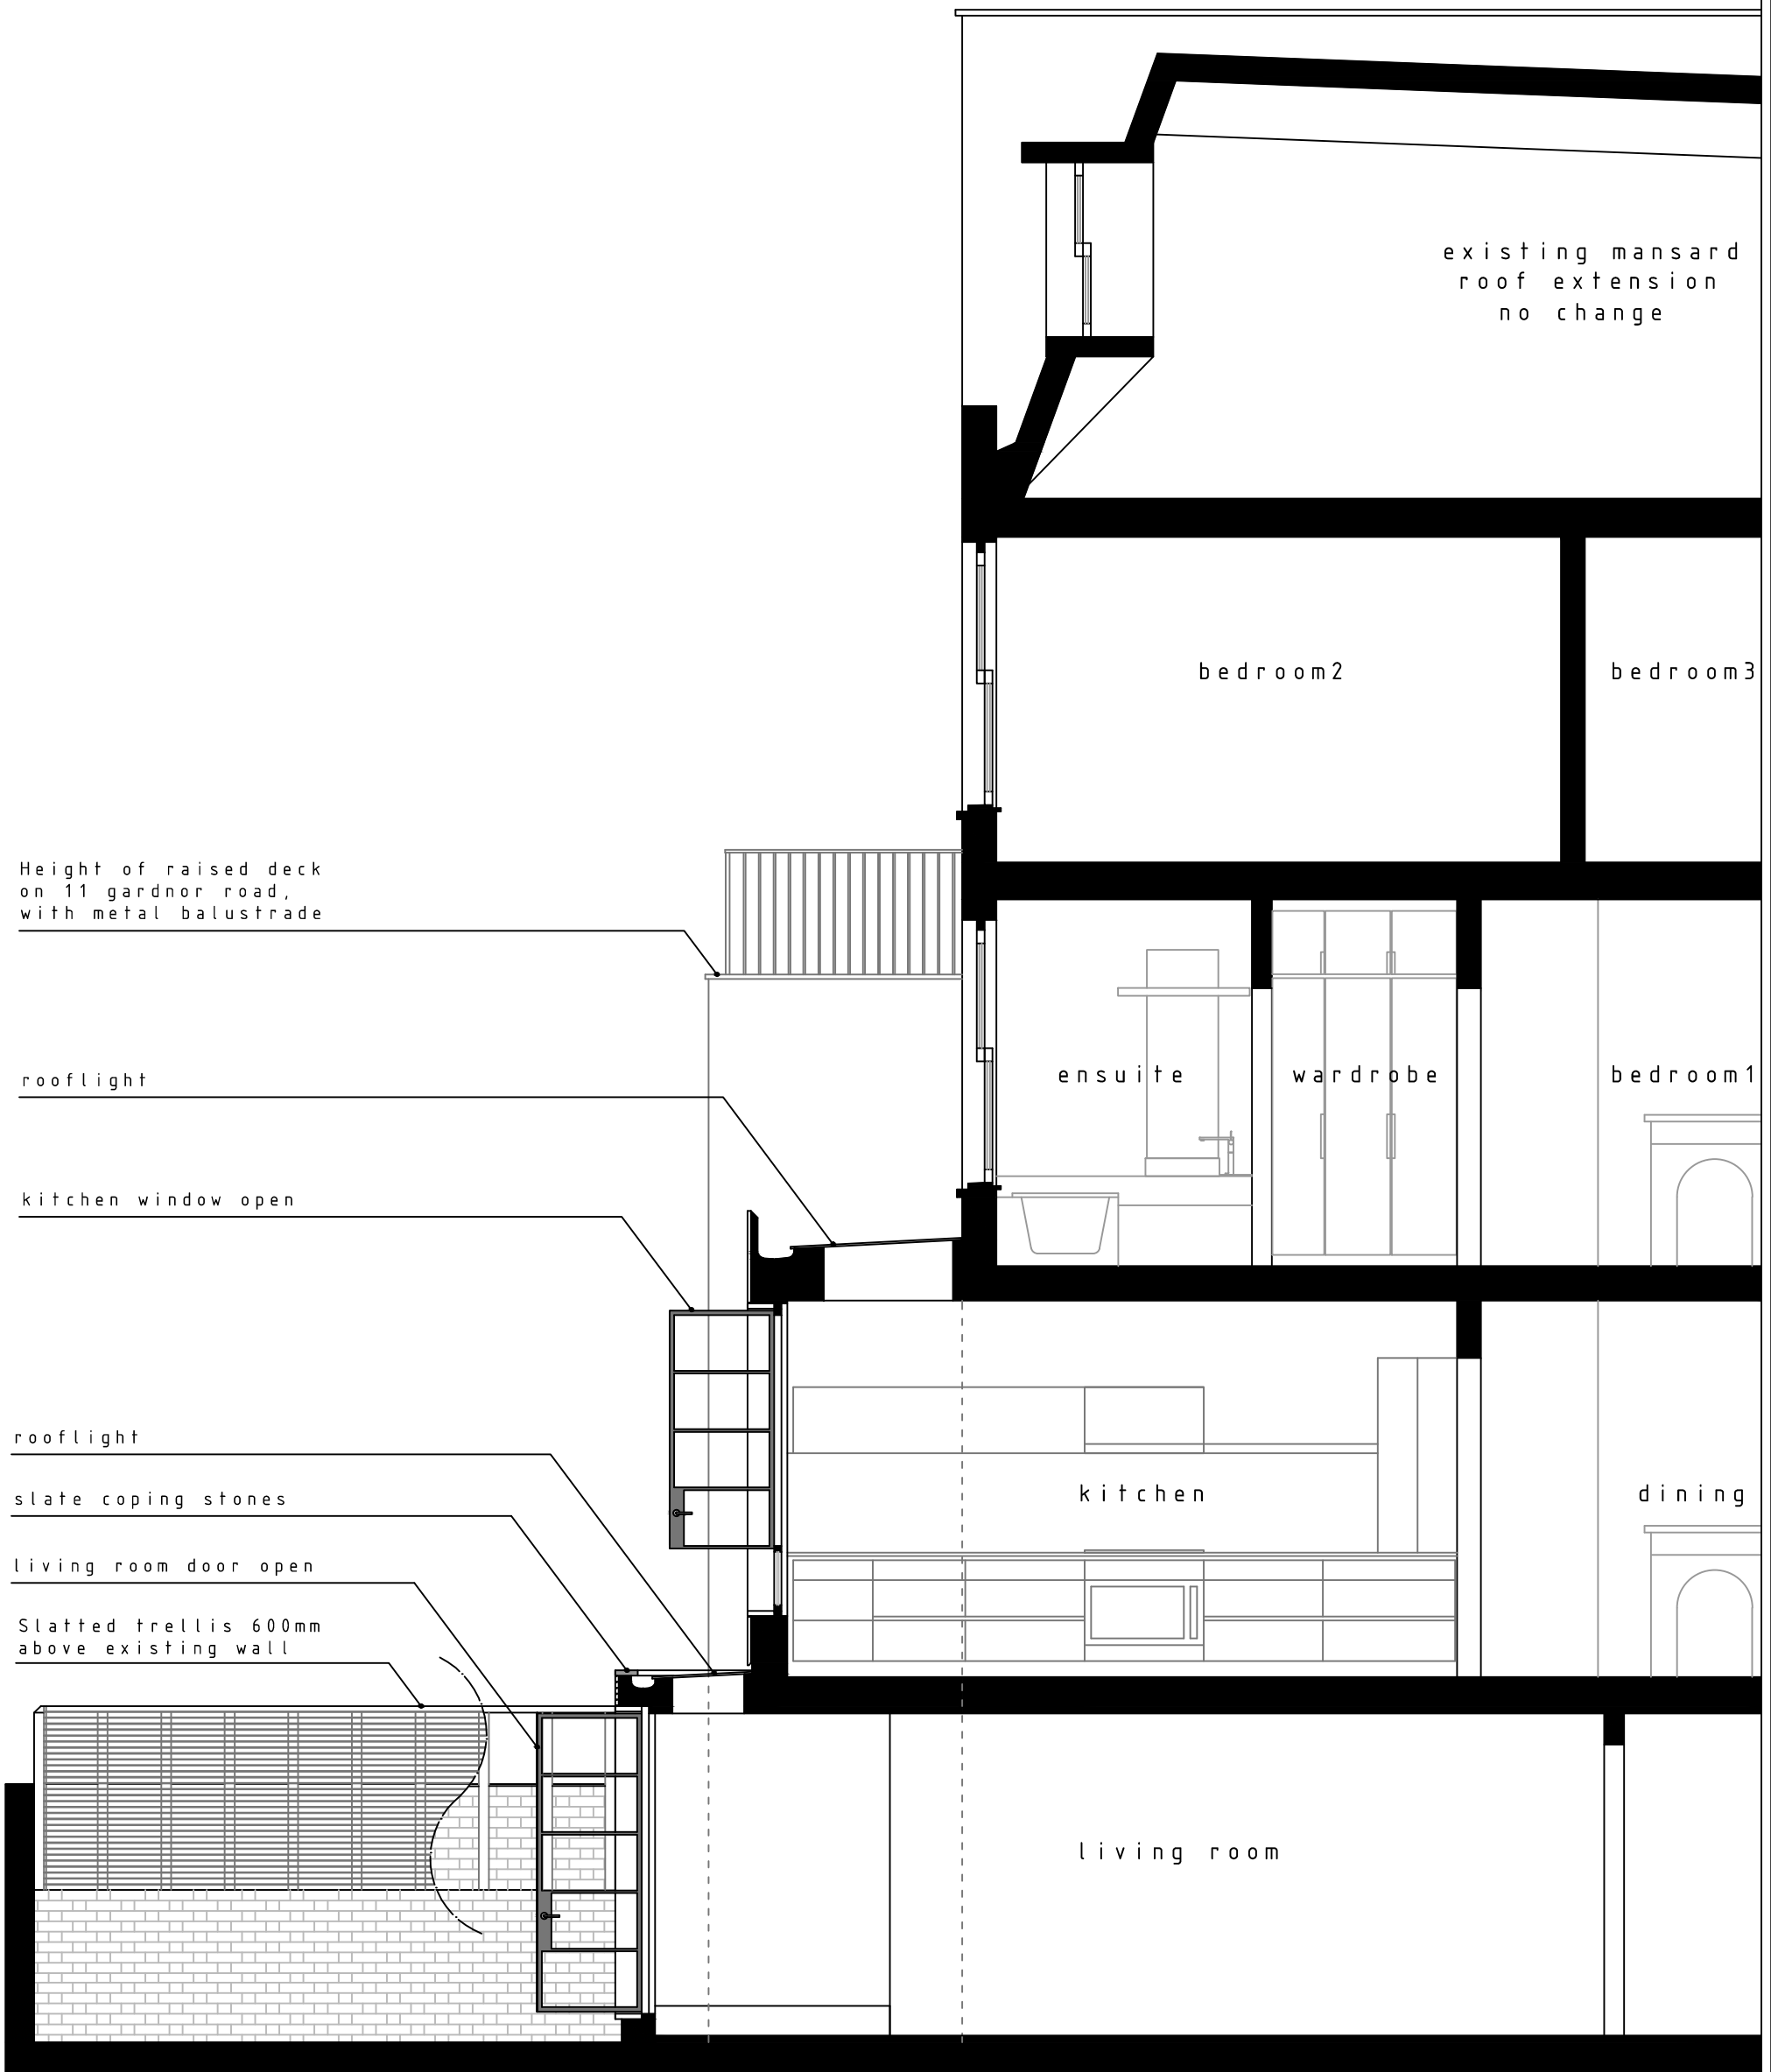 existing mansard
roof extension
no change
bedroom2
bedroom3
Height of raised deck
on 11 gardnor road,
with metal balustrade
rooflight
ensuite
wardrobe
bedroom1
kitchen window open
rooflight
slate coping stones
kitchen
dining
living room door open
Slatted trellis 600mm
above existing wall
living room